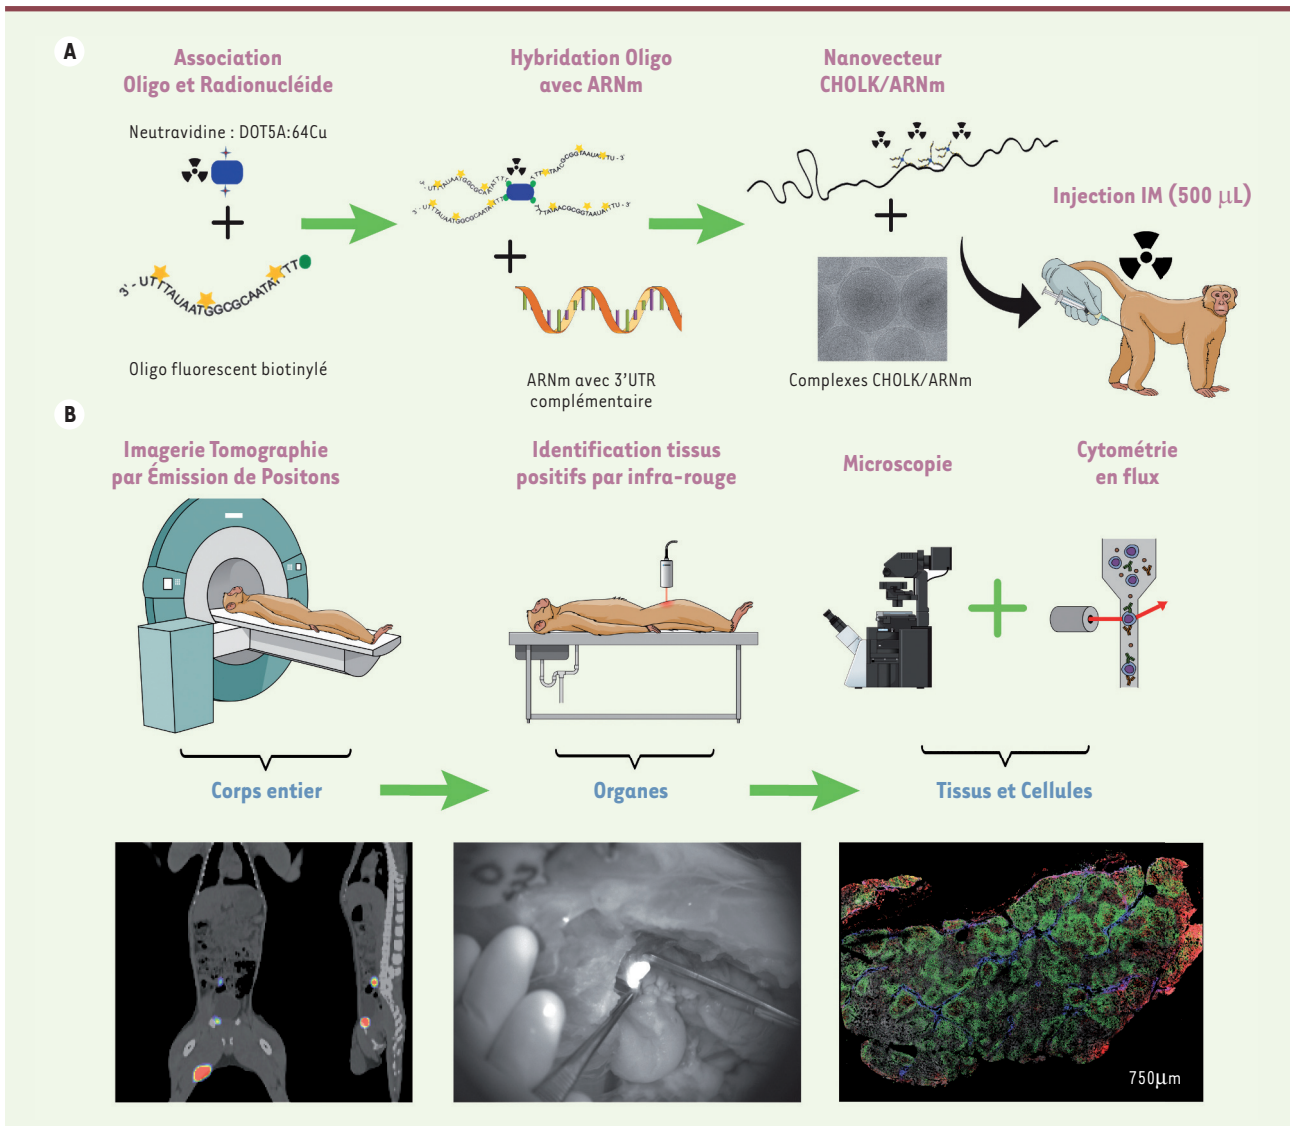 A
Association
Oligo et Radionucléide
Neutravidine : DOT5A:64Cu
3'- UTTTAUAATGGCGCAATATTTT
Oligo fluorescent biotinylé
Hybridation Oligo
avec ARNm
ARNm avec 3'UTR
complémentaire
Nanovecteur
CHOLK/ARNm
Complexes CHOLK/ARNm
Injection IM (500 μL)
B
Imagerie Tomographie
par Émission de Positons
Identification tissus
positifs par infra-rouge
Microscopie
Cytométrie
en flux
Corps entier
Organes
Tissus et Cellules
750μm